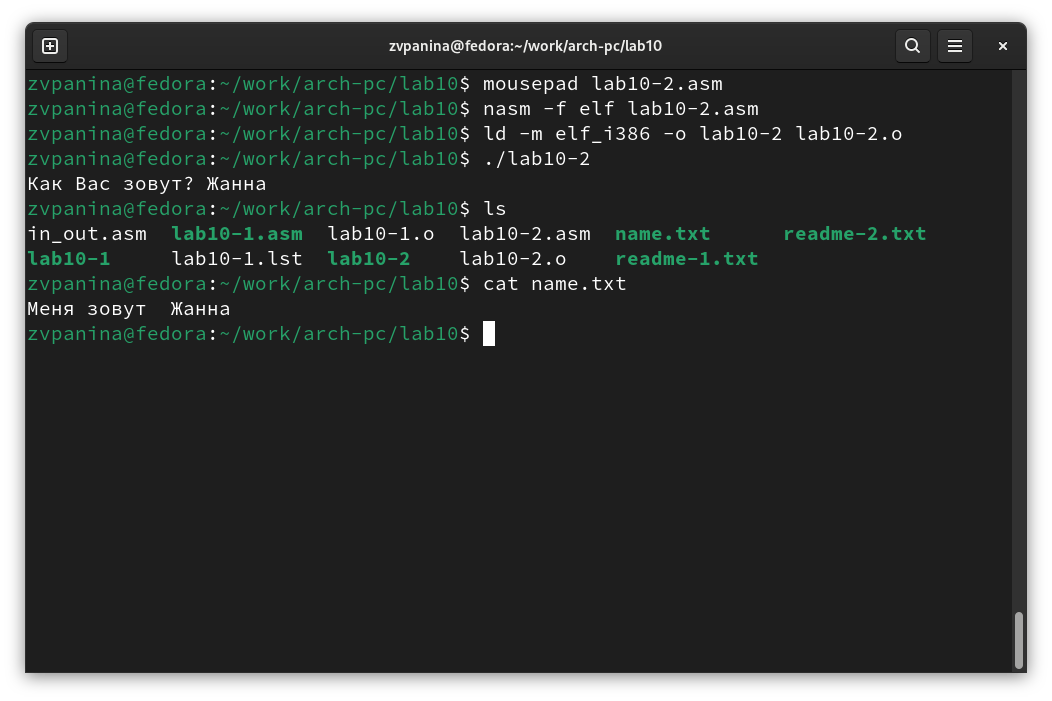 zvpanina@fedora:~/work/arch-pc/lab10
zvpanina@fedora:~/work/arch-pc/lab10$ mousepad lab10-2.asm
zvpanina@fedora:~/work/arch-pc/lab10$ nasm -f elf lab10-2.asm
zvpanina@fedora:~/work/arch-pc/lab10$ ld -m elf_i386 -o lab10-2 lab10-2.o
zvpanina@fedora:~/work/arch-pc/lab10$ ./lab10-2
Как Вас зовут? Жанна
zvpanina@fedora:~/work/arch-pc/lab10$ ls
in_out.asm  lab10-1.asm  lab10-1.o  lab10-2.asm  name.txt      readme-2.txt
lab10-1     lab10-1.lst  lab10-2    lab10-2.o    readme-1.txt
zvpanina@fedora:~/work/arch-pc/lab10$ cat name.txt
Меня зовут  Жанна
zvpanina@fedora:~/work/arch-pc/lab10$